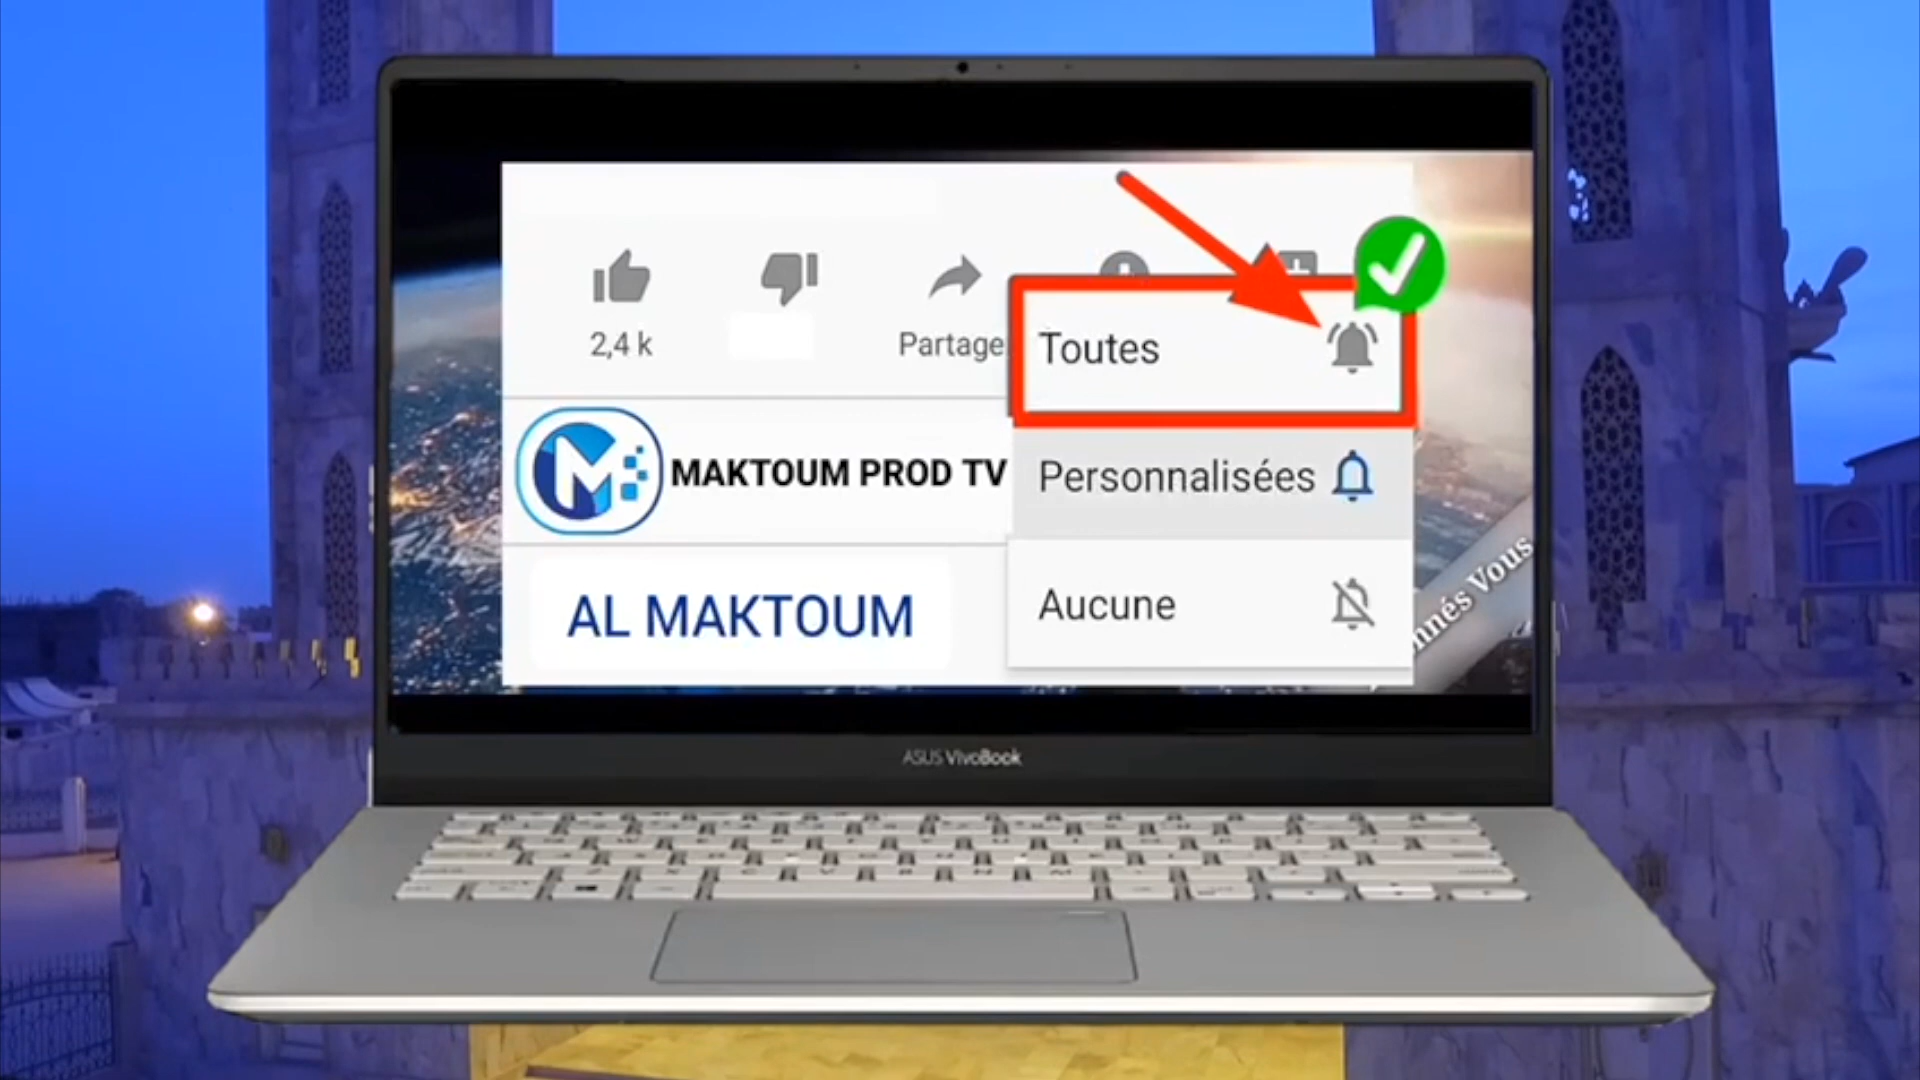 2,4 k
Partage
Toutes
MAKTOUM PROD TV
Personnalisées
AL MAKTOUM
Aucune
nnés Vous
ASUS VivoBook